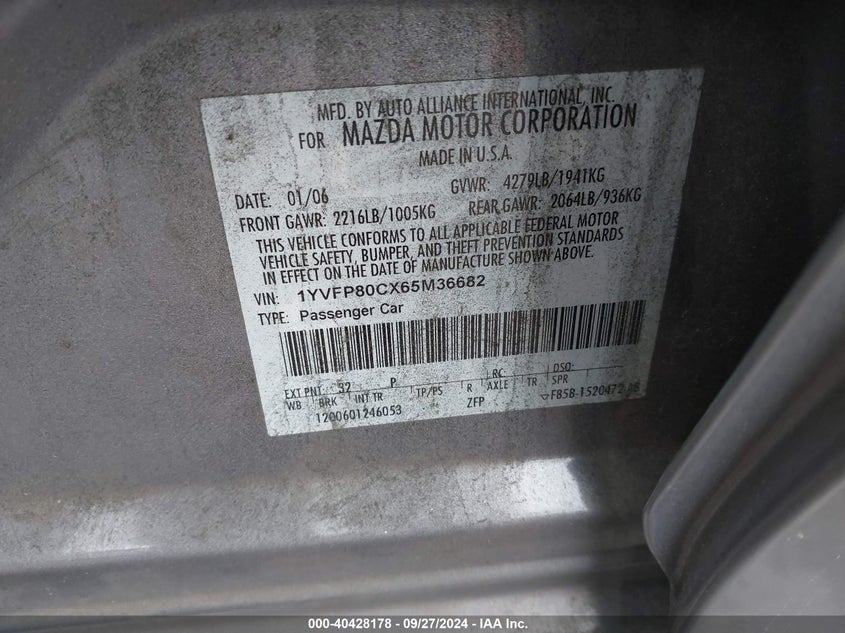 MFD. BY AUTO ALLIANCE INTERNATIONAL, INC.
FOR MAZDA MOTOR CORPORATION
MADE IN U.S.A.
DATE: 01/06 GVWR: 4279LB/1941KG
FRONT GAWR: 2216LB/1005KG REAR GAWR: 2064LB/936KG
THIS VEHICLE CONFORMS TO ALL APPLICABLE FEDERAL MOTOR
VEHICLE SAFETY, BUMPER, AND THEFT PREVENTION STANDARDS
IN EFFECT ON THE DATE OF MANUFACTURE SHOWN ABOVE.
VIN: 1YVFP80CX65M36682
TYPE: Passenger Car
EXT PNT: 32 P RC: DSO:
WB BRK INT TR TP/PS R AXLE TR SPR
1200601246053 ZFP
000-40428178 - 09/27/2024 - IAA Inc.